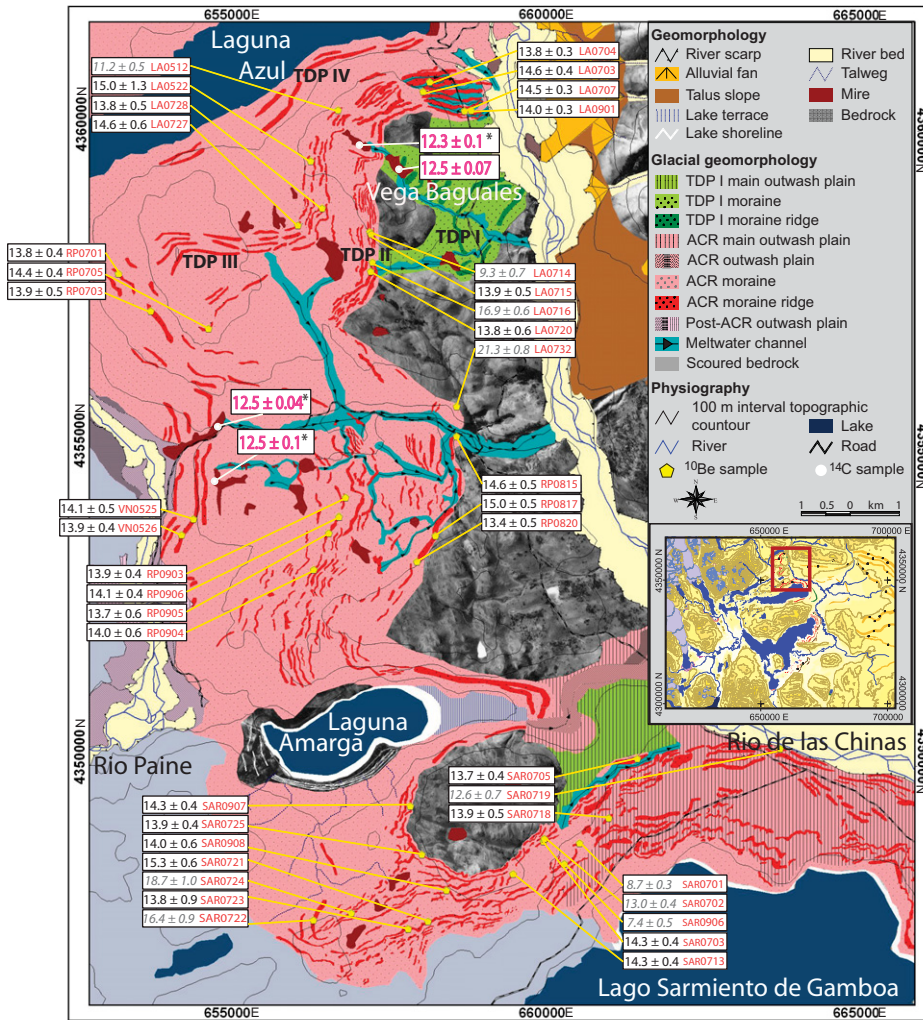 655000E
660000E
665000E
Laguna
Azul
TDP IV
11.2 ± 0.5 LA0512
15.0 ± 1.3 LA0522
13.8 ± 0.5 LA0728
14.6 ± 0.6 LA0727
13.8 ± 0.3 LA0704
14.6 ± 0.4 LA0703
14.5 ± 0.3 LA0707
14.0 ± 0.3 LA0901
4360000N
12.3 ± 0.1*
12.5 ± 0.07
Vega Baguales
TDP I
TDP II
TDP III
13.8 ± 0.4 RP0701
14.4 ± 0.4 RP0705
13.9 ± 0.5 RP0703
9.3 ± 0.7 LA0714
13.9 ± 0.5 LA0715
16.9 ± 0.6 LA0716
13.8 ± 0.6 LA0720
21.3 ± 0.8 LA0732
4355000N
12.5 ± 0.04*
12.5 ± 0.1*
14.6 ± 0.5 RP0815
15.0 ± 0.5 RP0817
13.4 ± 0.5 RP0820
14.1 ± 0.5 VN0525
13.9 ± 0.4 VN0526
13.9 ± 0.4 RP0903
14.1 ± 0.4 RP0906
13.7 ± 0.6 RP0905
14.0 ± 0.6 RP0904
Laguna
Amarga
4350000N
Río Paine
Rio de las Chinas
13.7 ± 0.4 SAR0705
12.6 ± 0.7 SAR0719
13.9 ± 0.5 SAR0718
14.3 ± 0.4 SAR0907
13.9 ± 0.4 SAR0725
14.0 ± 0.6 SAR0908
15.3 ± 0.6 SAR0721
18.7 ± 1.0 SAR0724
13.8 ± 0.9 SAR0723
16.4 ± 0.9 SAR0722
8.7 ± 0.3 SAR0701
13.0 ± 0.4 SAR0702
7.4 ± 0.5 SAR0906
14.3 ± 0.4 SAR0703
14.3 ± 0.4 SAR0713
Lago Sarmiento de Gamboa
655000E
660000E
665000E
Geomorphology
River scarp
Alluvial fan
Talus slope
Lake terrace
Lake shoreline
River bed
Talweg
Mire
Bedrock
Glacial geomorphology
TDP I main outwash plain
TDP I moraine
TDP I moraine ridge
ACR main outwash plain
ACR outwash plain
ACR moraine
ACR moraine ridge
Post-ACR outwash plain
Meltwater channel
Scoured bedrock
Physiography
100 m interval topographic
countour
River
10Be sample
Lake
Road
14C sample
N
W
E
S
1 0.5 0 km 1
650000 E
700000 E
4350000 N
4350000 N
4300000 N
4300000 N
650000 E
700000 E